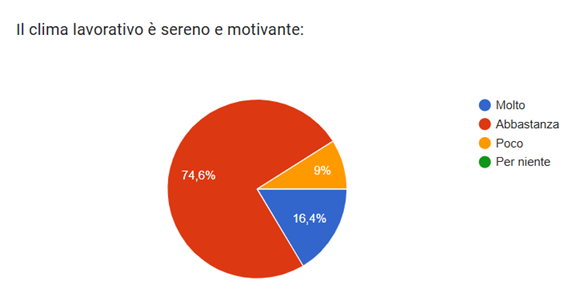 Il clima lavorativo è sereno e motivante:
Molto
Abbastanza
Poco
Per niente
74,6%
9%
16,4%